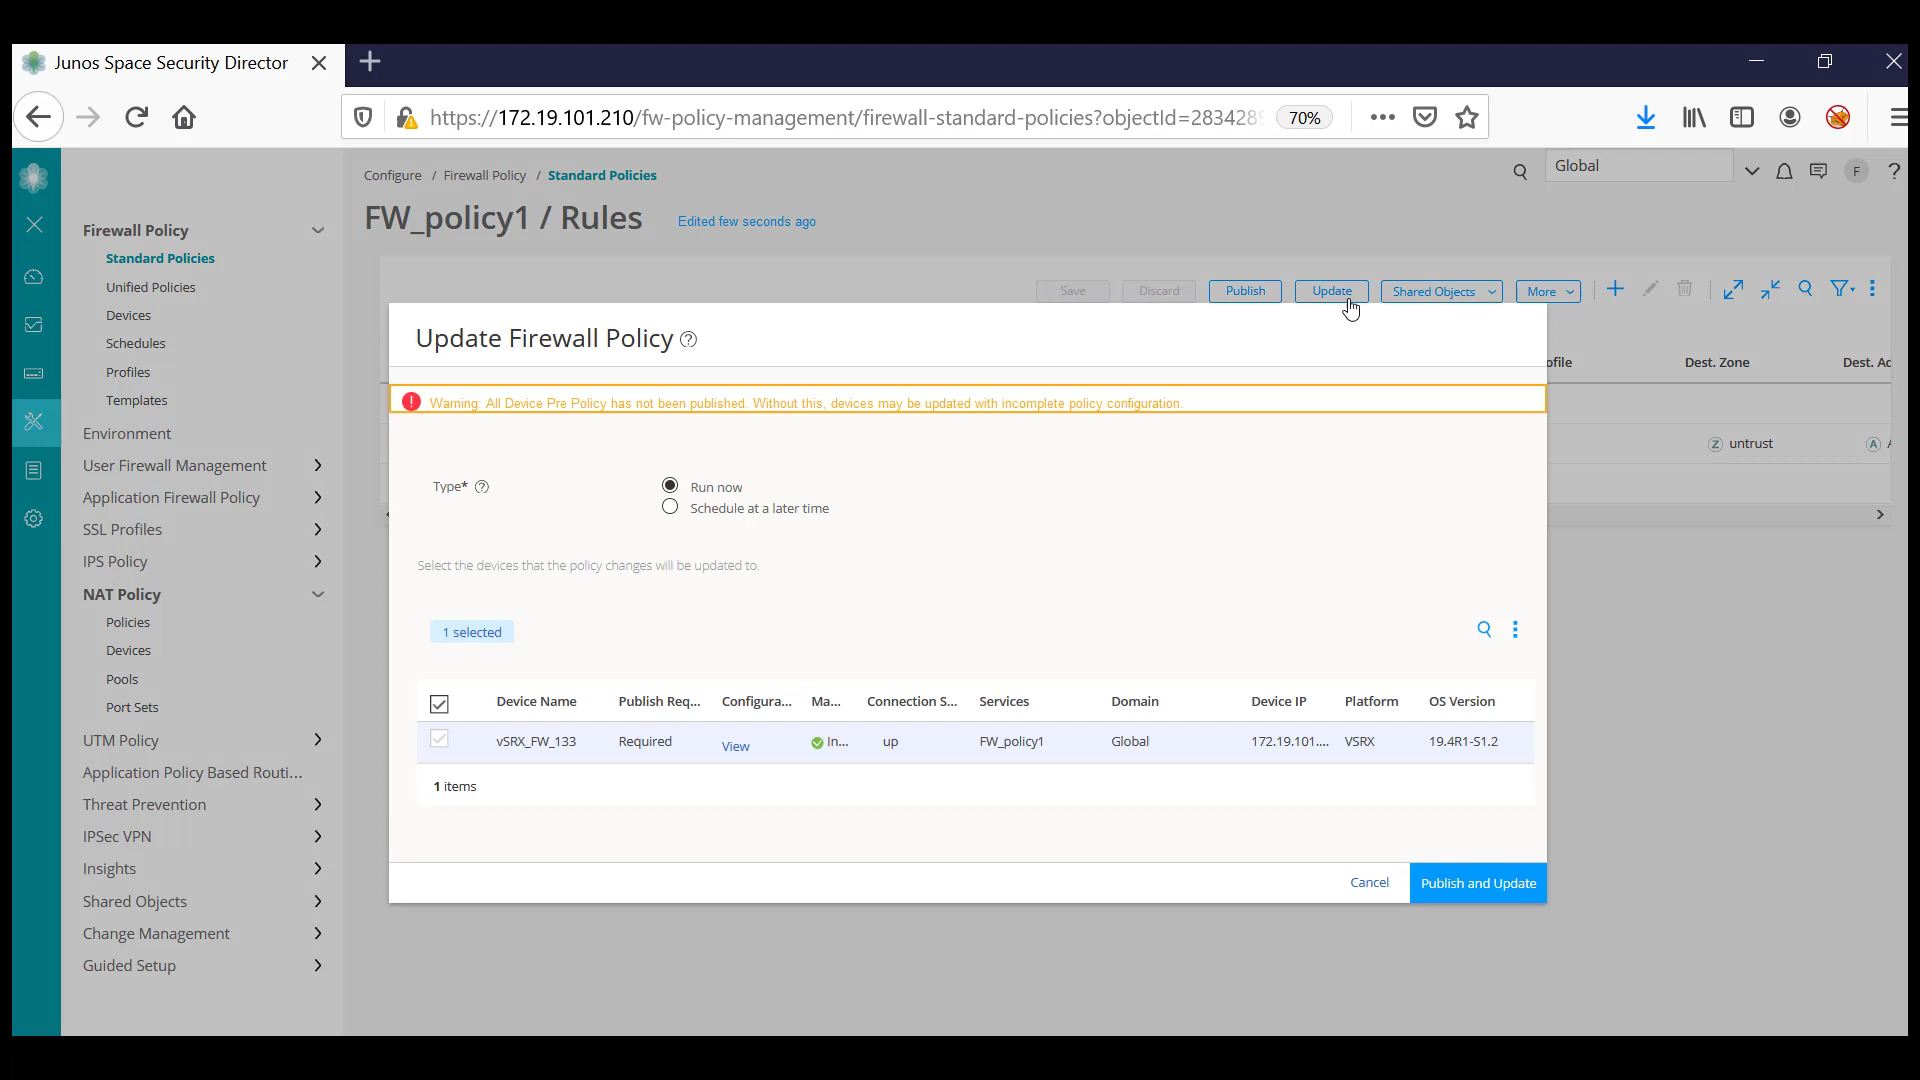 Junos Space Security Director
https://172.19.101.210/fw-policy-management/firewall-standard-policies?objectId=283428
70%
Configure / Firewall Policy / Standard Policies
Global
F
?
FW_policy1 / Rules
Edited few seconds ago
Firewall Policy
Standard Policies
Unified Policies
Devices
Schedules
Profiles
Templates
Environment
User Firewall Management
Application Firewall Policy
SSL Profiles
IPS Policy
NAT Policy
Policies
Devices
Pools
Port Sets
UTM Policy
Application Policy Based Routi...
Threat Prevention
IPSec VPN
Insights
Shared Objects
Change Management
Guided Setup
Save
Discard
Publish
Update
Shared Objects
More
ofile
Dest. Zone
Dest. Ac
Z untrust
A
Update Firewall Policy ?
! Warning: All Device Pre Policy has not been published. Without this, devices may be updated with incomplete policy configuration.
Type* ?
Run now
Schedule at a later time
Select the devices that the policy changes will be updated to.
1 selected
Device Name Publish Req... Configura... Ma... Connection S... Services Domain Device IP Platform OS Version
vSRX_FW_133 Required View In... up FW_policy1 Global 172.19.101.... VSRX 19.4R1-S1.2
1 items
Cancel
Publish and Update